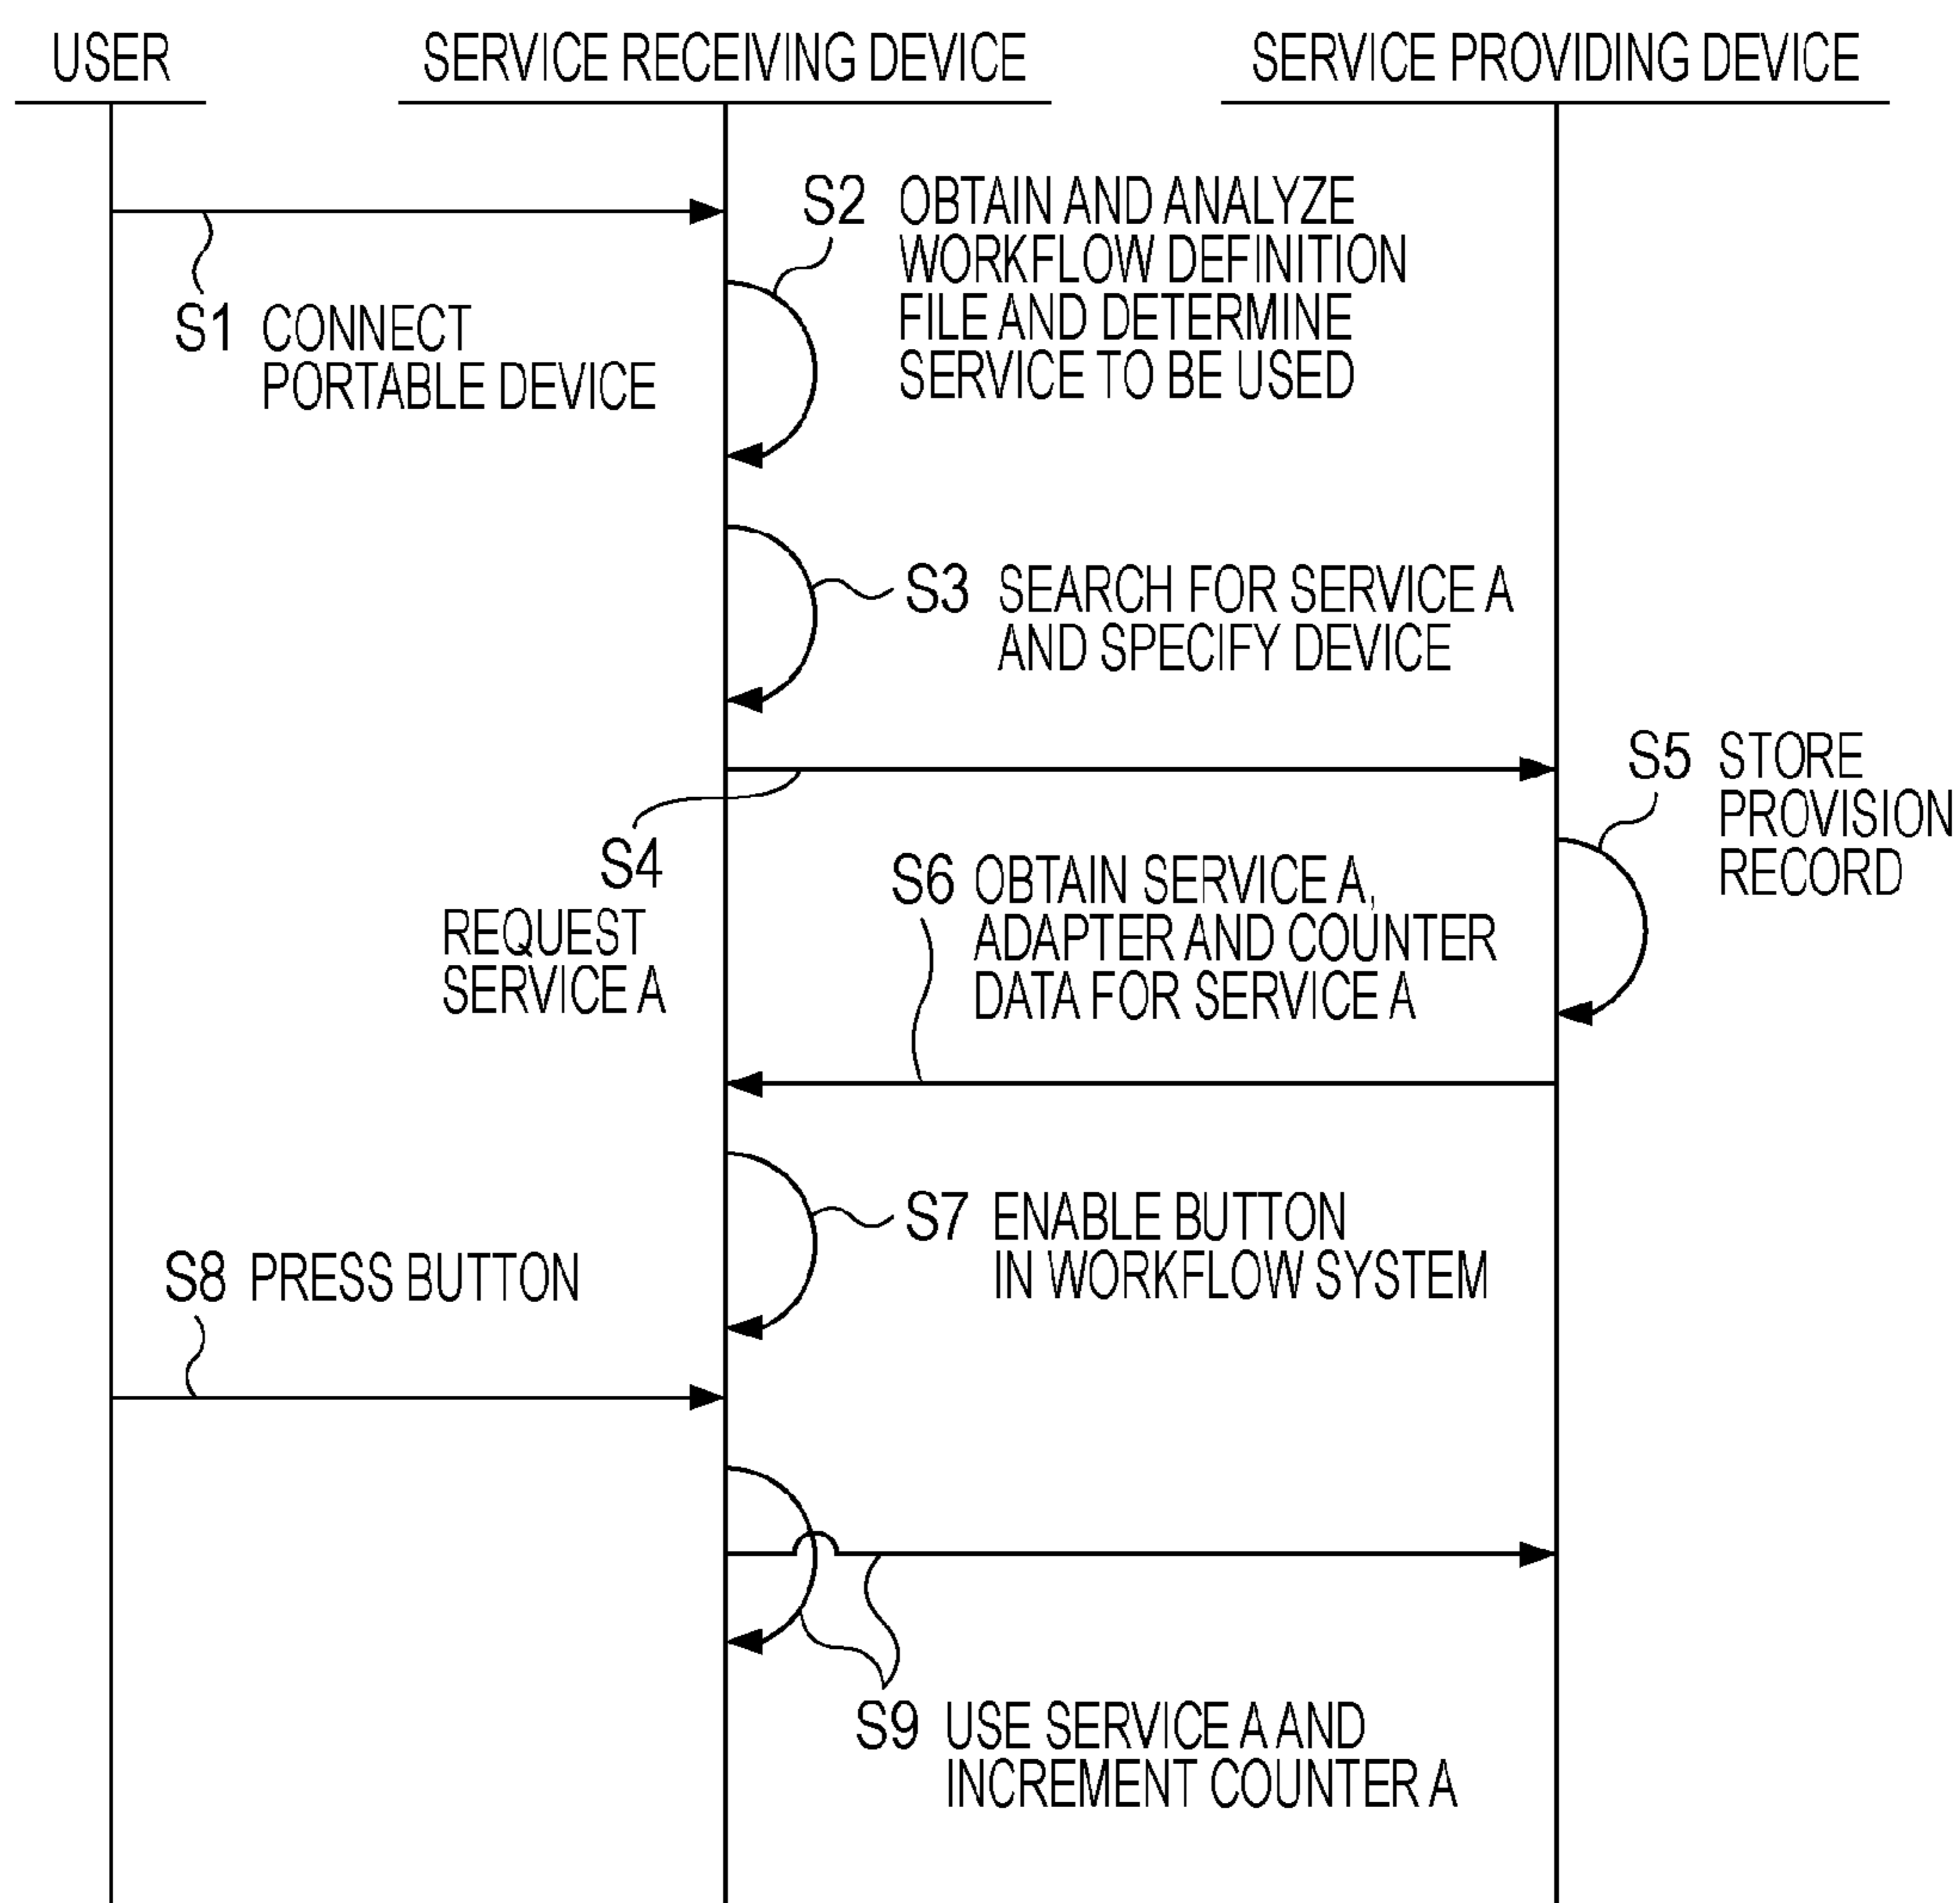 USER
SERVICE RECEIVING DEVICE
SERVICE PROVIDING DEVICE
S1 CONNECT
PORTABLE DEVICE
S2 OBTAIN AND ANALYZE
WORKFLOW DEFINITION
FILE AND DETERMINE
SERVICE TO BE USED
S3 SEARCH FOR SERVICE A
AND SPECIFY DEVICE
S4
REQUEST
SERVICE A
S5 STORE
PROVISION
RECORD
S6 OBTAIN SERVICE A,
ADAPTER AND COUNTER
DATA FOR SERVICE A
S7 ENABLE BUTTON
IN WORKFLOW SYSTEM
S8 PRESS BUTTON
S9 USE SERVICE A AND
INCREMENT COUNTER A